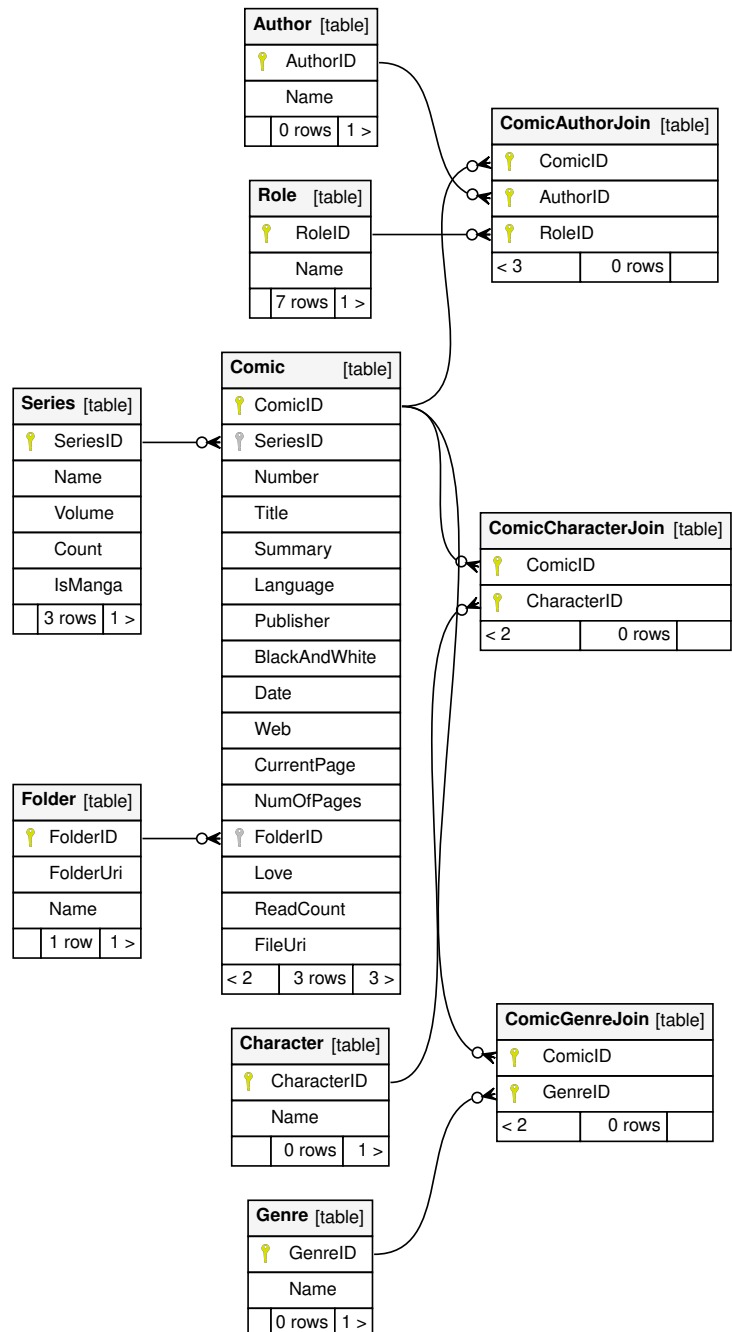 Author [table]
AuthorID
Name
0 rows 1 >
ComicAuthorJoin [table]
ComicID
AuthorID
RoleID
< 3 0 rows
Role [table]
RoleID
Name
7 rows 1 >
Comic [table]
ComicID
SeriesID
Number
Title
Summary
Language
Publisher
BlackAndWhite
Date
Web
CurrentPage
NumOfPages
FolderID
Love
ReadCount
FileUri
< 2 3 rows 3 >
Series [table]
SeriesID
Name
Volume
Count
IsManga
3 rows 1 >
ComicCharacterJoin [table]
ComicID
CharacterID
< 2 0 rows
Folder [table]
FolderID
FolderUri
Name
1 row 1 >
Character [table]
CharacterID
Name
0 rows 1 >
ComicGenreJoin [table]
ComicID
GenreID
< 2 0 rows
Genre [table]
GenreID
Name
0 rows 1 >